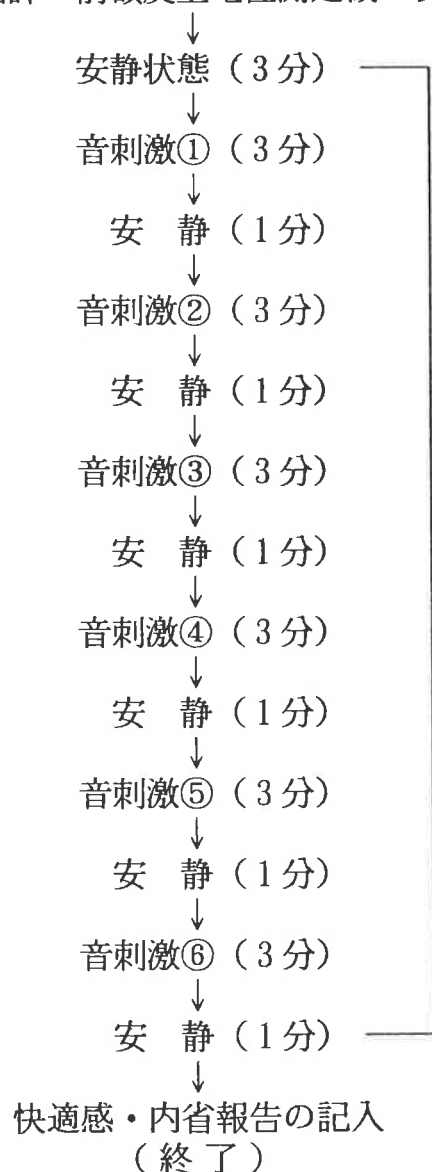 安静状態(3分)
音刺激①(3分)
安 静(1分)
音刺激②(3分)
安 静(1分)
音刺激③(3分)
安 静(1分)
音刺激④(3分)
安 静(1分)
音刺激⑤(3分)
安 静(1分)
音刺激⑥(3分)
安 静(1分)
快適感・内省報告の記入
(終了)